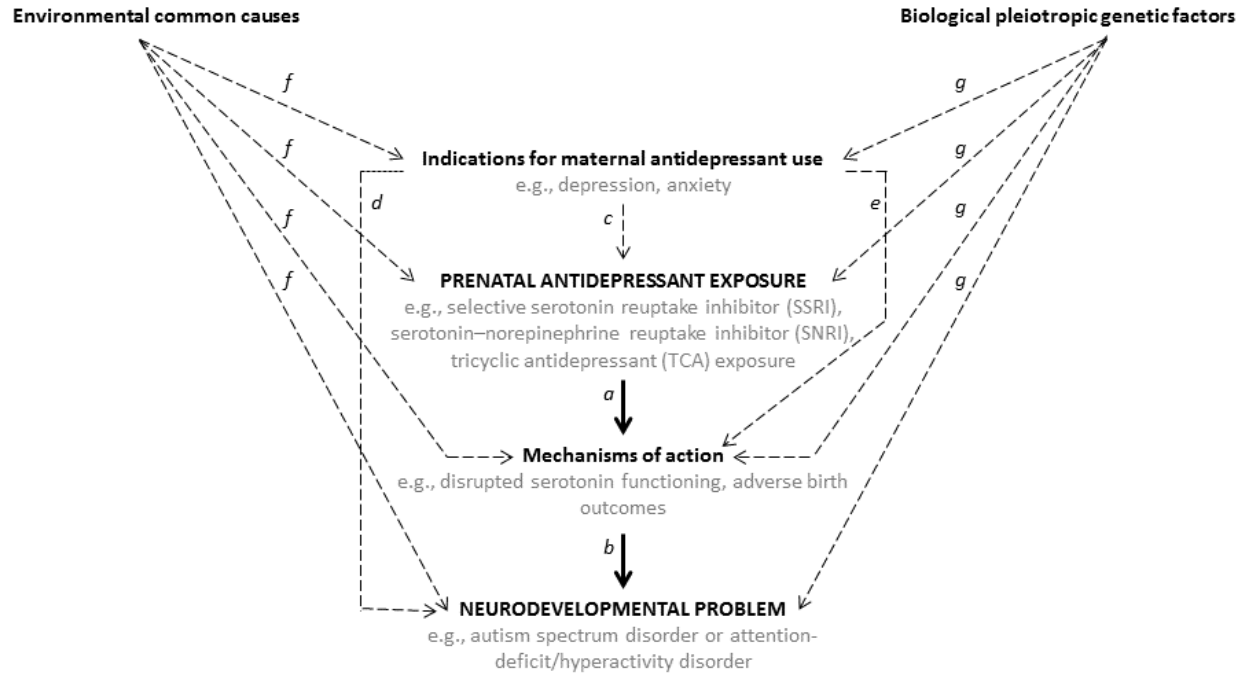 Environmental common causes
Biological pleiotropic genetic factors
f
g
f
g
Indications for maternal antidepressant use
e.g., depression, anxiety
d
e
f
c
g
f
PRENATAL ANTIDEPRESSANT EXPOSURE
g
e.g., selective serotonin reuptake inhibitor (SSRI),
serotonin–norepinephrine reuptake inhibitor (SNRI),
tricyclic antidepressant (TCA) exposure
a
Mechanisms of action
e.g., disrupted serotonin functioning, adverse birth
outcomes
b
NEURODEVELOPMENTAL PROBLEM
e.g., autism spectrum disorder or attention-
deficit/hyperactivity disorder